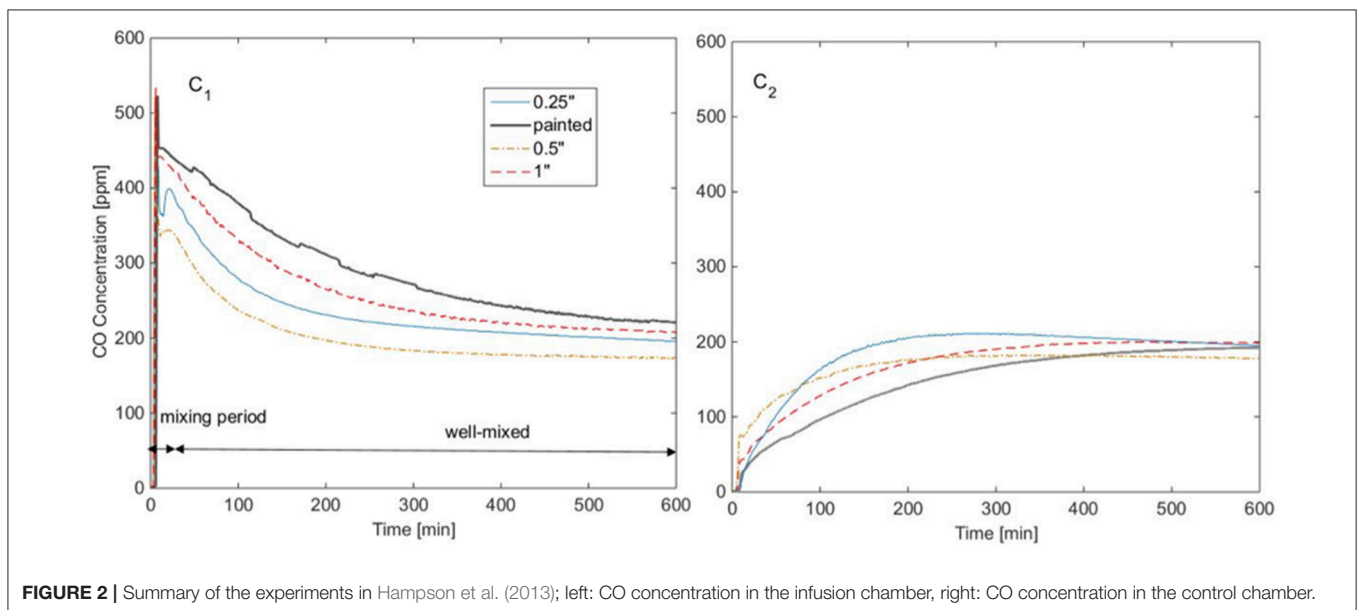 600
500
400
300
200
100
0
CO Concentration [ppm]
C1
0.25"
painted
0.5"
1"
mixing period
well-mixed
0 100 200 300 400 500 600
Time [min]
600
500
400
300
200
100
0
C2
0 100 200 300 400 500 600
Time [min]
FIGURE 2 | Summary of the experiments in Hampson et al. (2013); left: CO concentration in the infusion chamber, right: CO concentration in the control chamber.